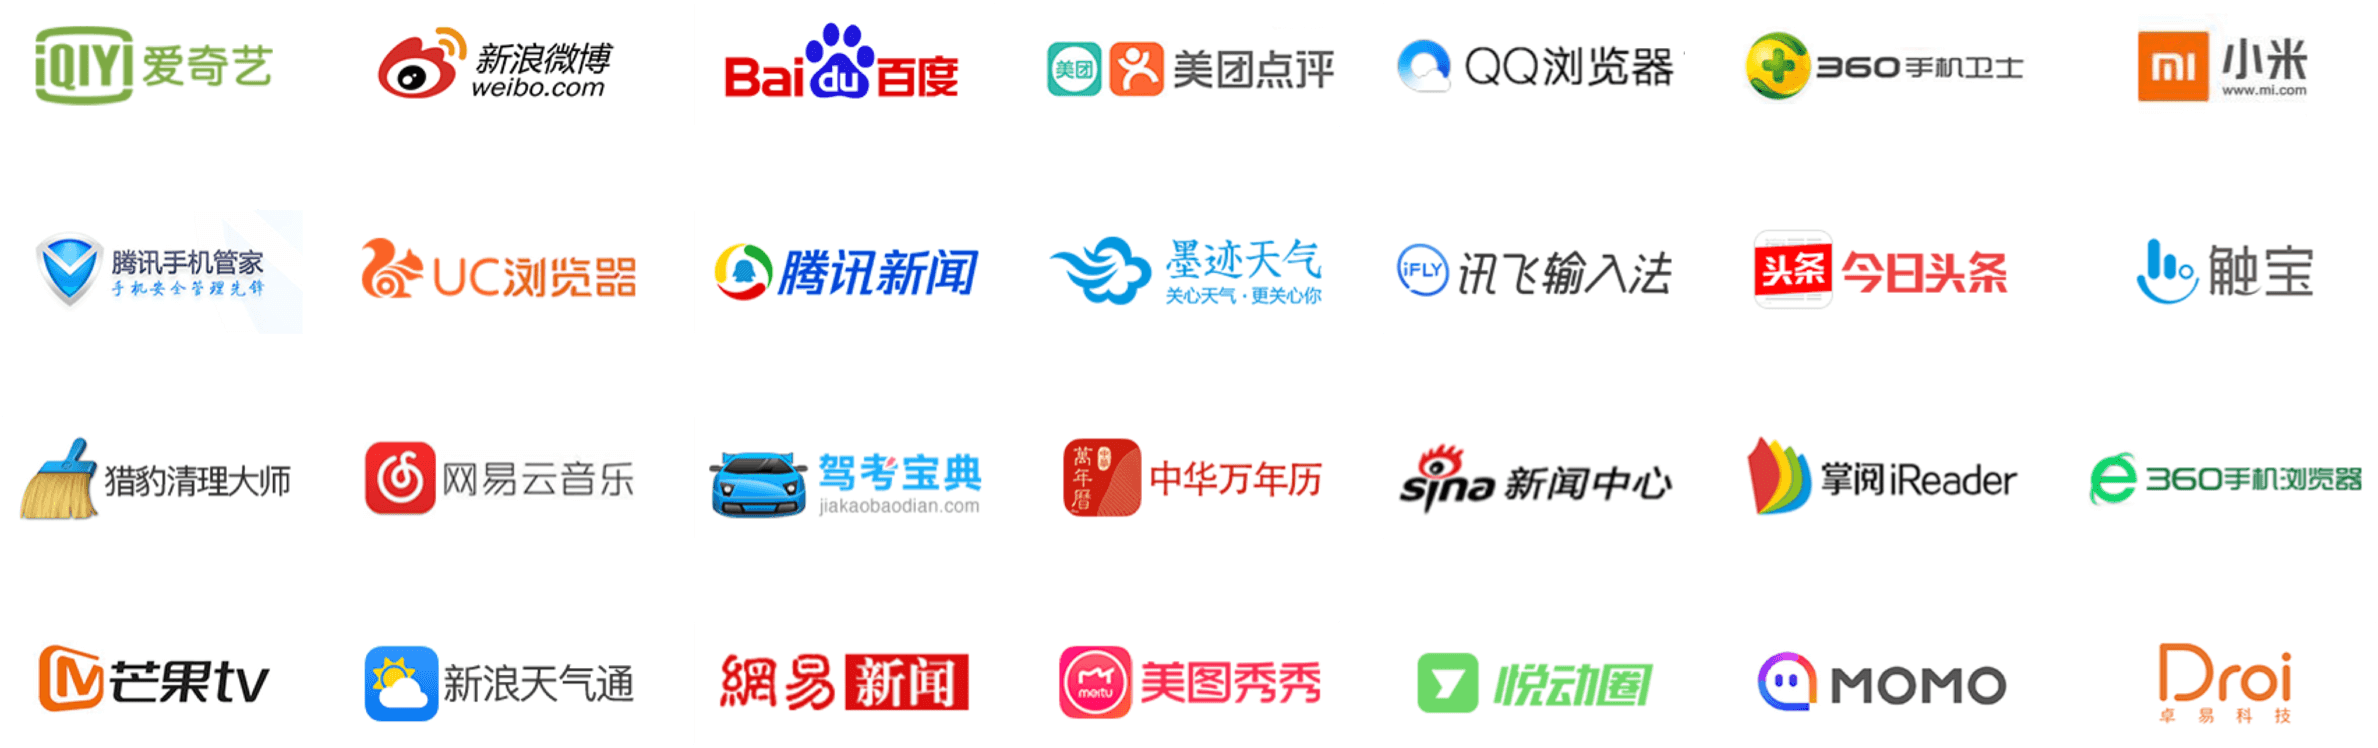 iQIYI 爱奇艺
新浪微博
weibo.com
Bai du 百度
美团 美团点评
QQ浏览器
360手机卫士
mi 小米
www.mi.com
腾讯手机管家
手机安全管理先锋
UC浏览器
腾讯新闻
墨迹天气
关心天气·更关心你
iFLY 讯飞输入法
头条 今日头条
触宝
猎豹清理大师
网易云音乐
驾考宝典
jiakaobaodian.com
萬年曆 中華 中华万年历
sina 新闻中心
掌阅iReader
360手机浏览器
芒果tv
新浪天气通
網易 新闻
meitu 美图秀秀
悦动圈
MOMO
Droi
卓易科技